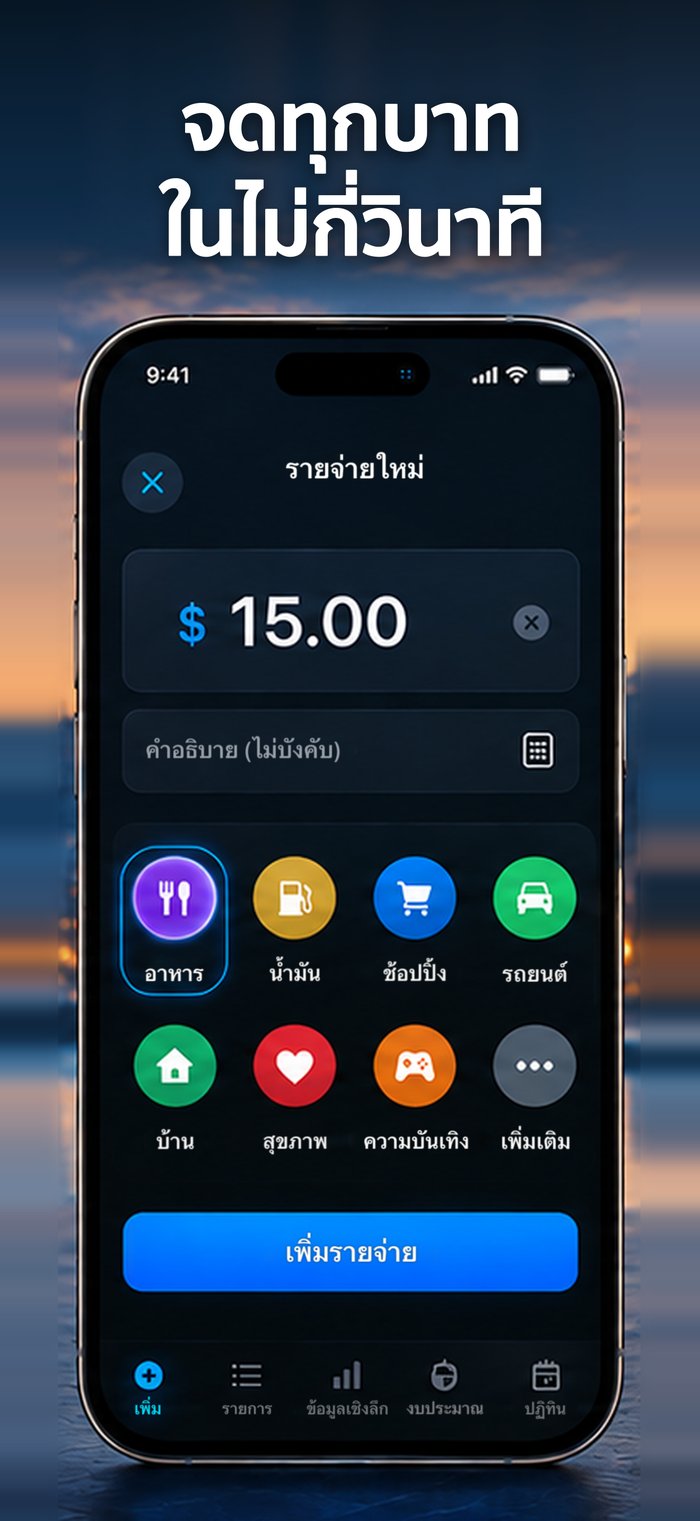 จดทุกบาท
ในไม่กี่วินาที
9:41
รายจ่ายใหม่
$ 15.00
คำอธิบาย (ไม่บังคับ)
อาหาร น้ำมัน ช้อปปิ้ง รถยนต์
บ้าน สุขภาพ ความบันเทิง เพิ่มเติม
เพิ่มรายจ่าย
เพิ่ม รายการ ข้อมูลเชิงลึก งบประมาณ ปฏิทิน